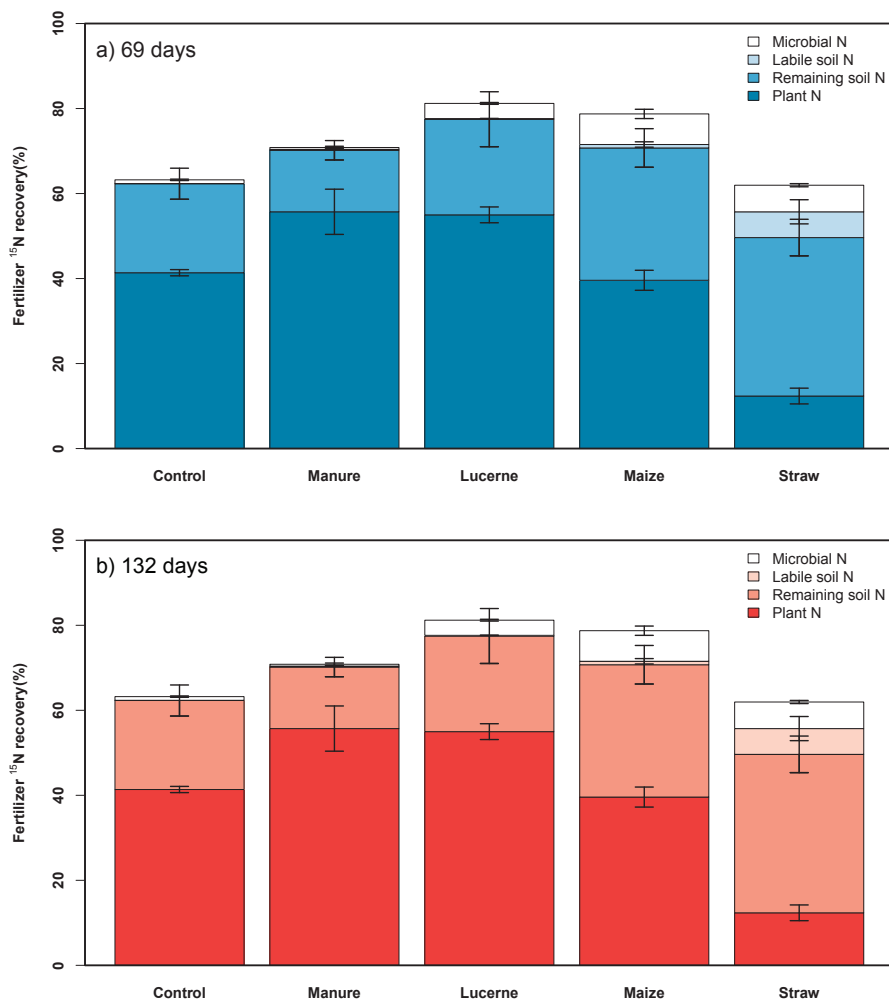 a) 69 days
Microbial N
Labile soil N
Remaining soil N
Plant N
Fertilizer ¹⁵N recovery(%)
100
80
60
40
20
0
Control Manure Lucerne Maize Straw
b) 132 days
Microbial N
Labile soil N
Remaining soil N
Plant N
Fertilizer ¹⁵N recovery(%)
100
80
60
40
20
0
Control Manure Lucerne Maize Straw